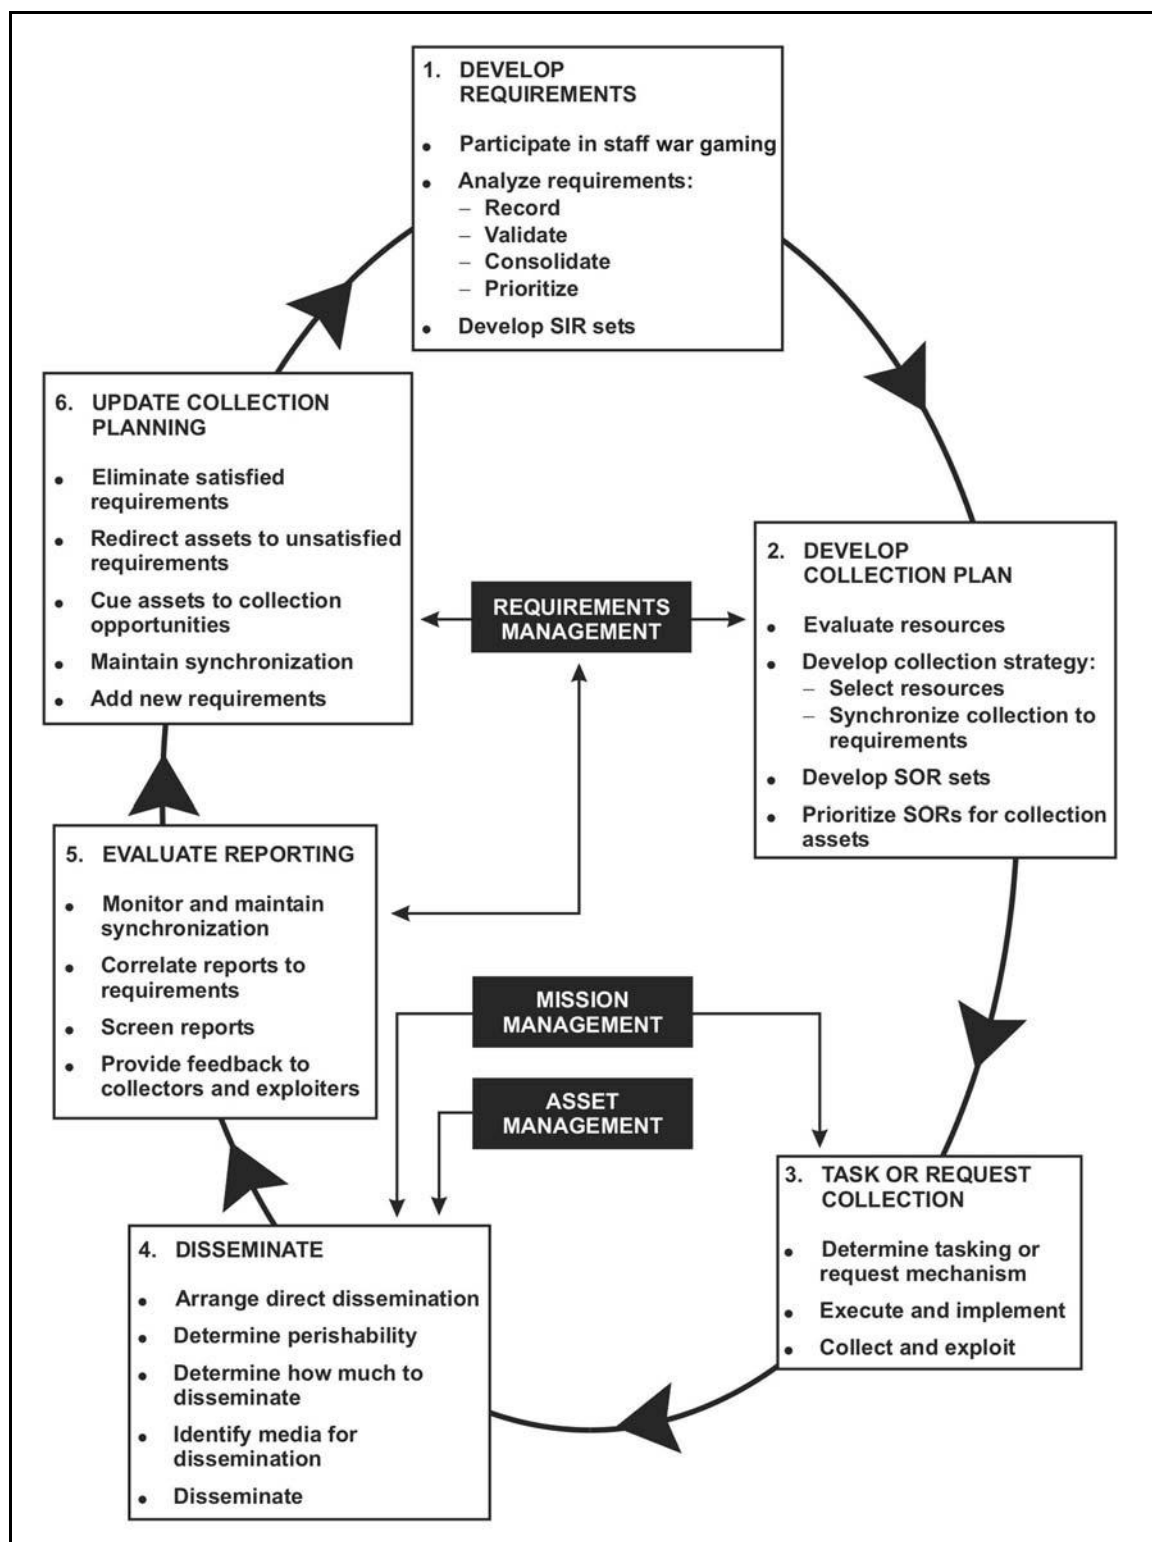 1. DEVELOP
REQUIREMENTS
• Participate in staff war gaming
• Analyze requirements:
– Record
– Validate
– Consolidate
– Prioritize
• Develop SIR sets
2. DEVELOP
COLLECTION PLAN
• Evaluate resources
• Develop collection strategy:
– Select resources
– Synchronize collection to
requirements
• Develop SOR sets
• Prioritize SORs for collection
assets
3. TASK OR REQUEST
COLLECTION
• Determine tasking or
request mechanism
• Execute and implement
• Collect and exploit
4. DISSEMINATE
• Arrange direct dissemination
• Determine perishability
• Determine how much to
disseminate
• Identify media for
dissemination
• Disseminate
5. EVALUATE REPORTING
• Monitor and maintain
synchronization
• Correlate reports to
requirements
• Screen reports
• Provide feedback to
collectors and exploiters
6. UPDATE COLLECTION
PLANNING
• Eliminate satisfied
requirements
• Redirect assets to unsatisfied
requirements
• Cue assets to collection
opportunities
• Maintain synchronization
• Add new requirements
REQUIREMENTS
MANAGEMENT
MISSION
MANAGEMENT
ASSET
MANAGEMENT